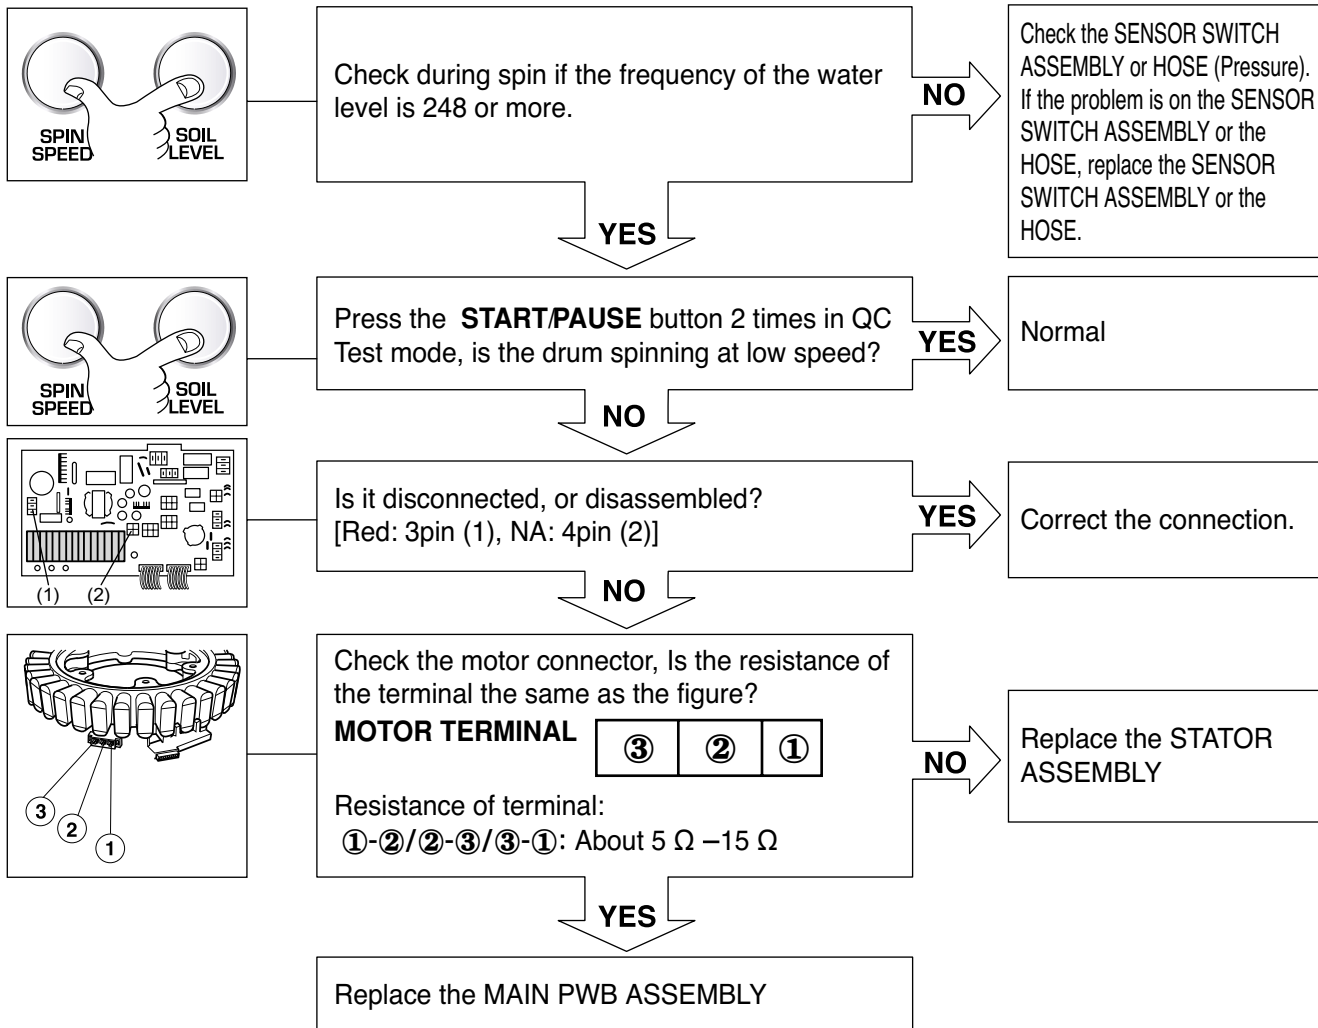 SPIN
SPEED
SOIL
LEVEL
Check during spin if the frequency of the water
level is 248 or more.
NO
Check the SENSOR SWITCH
ASSEMBLY or HOSE (Pressure).
If the problem is on the SENSOR
SWITCH ASSEMBLY or the
HOSE, replace the SENSOR
SWITCH ASSEMBLY or the
HOSE.
YES
SPIN
SPEED
SOIL
LEVEL
Press the START/PAUSE button 2 times in QC
Test mode, is the drum spinning at low speed?
YES
Normal
NO
(1)
(2)
Is it disconnected, or disassembled?
[Red: 3pin (1), NA: 4pin (2)]
YES
Correct the connection.
NO
3
2
1
Check the motor connector, Is the resistance of
the terminal the same as the figure?
MOTOR TERMINAL
③ ② ①
Resistance of terminal:
①-②/②-③/③-①: About 5 Ω –15 Ω
NO
Replace the STATOR
ASSEMBLY
YES
Replace the MAIN PWB ASSEMBLY